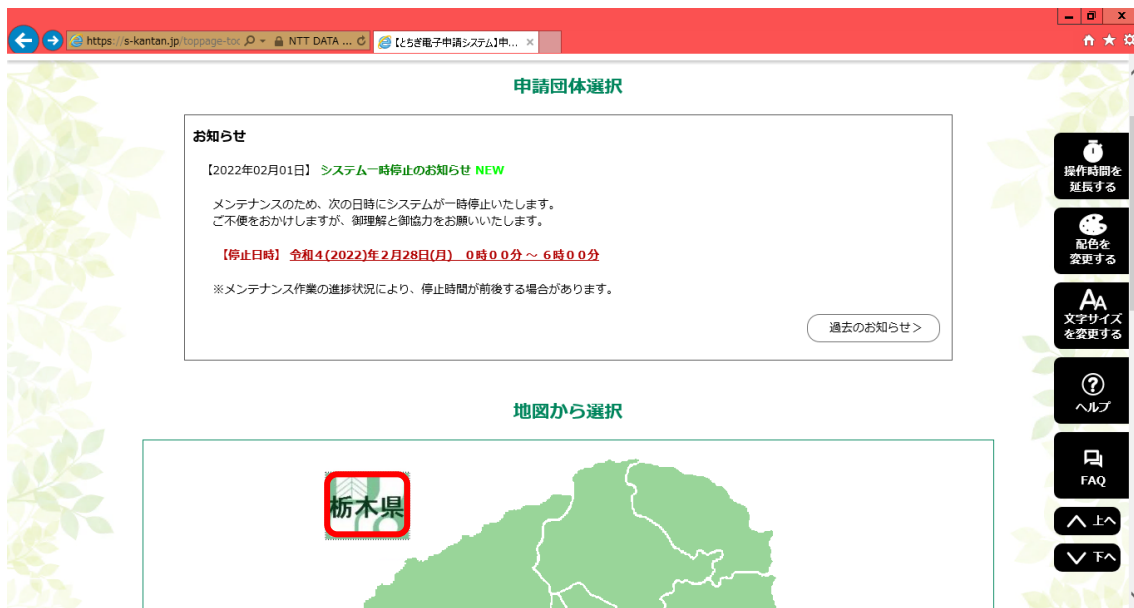 https://s-kantan.jp/toppage-toc
NTT DATA ...
【とちぎ電子申請システム】申...
申請団体選択
お知らせ
【2022年02月01日】 システム一時停止のお知らせ NEW
メンテナンスのため、次の日時にシステムが一時停止いたします。
ご不便をおかけしますが、御理解と御協力をお願いいたします。
【停止日時】 令和4(2022)年2月28日(月) 0時00分~6時00分
※メンテナンス作業の進捗状況により、停止時間が前後する場合があります。
過去のお知らせ>
地図から選択
栃木県
操作時間を
延長する
配色を
変更する
文字サイズ
を変更する
ヘルプ
FAQ
上へ
下へ